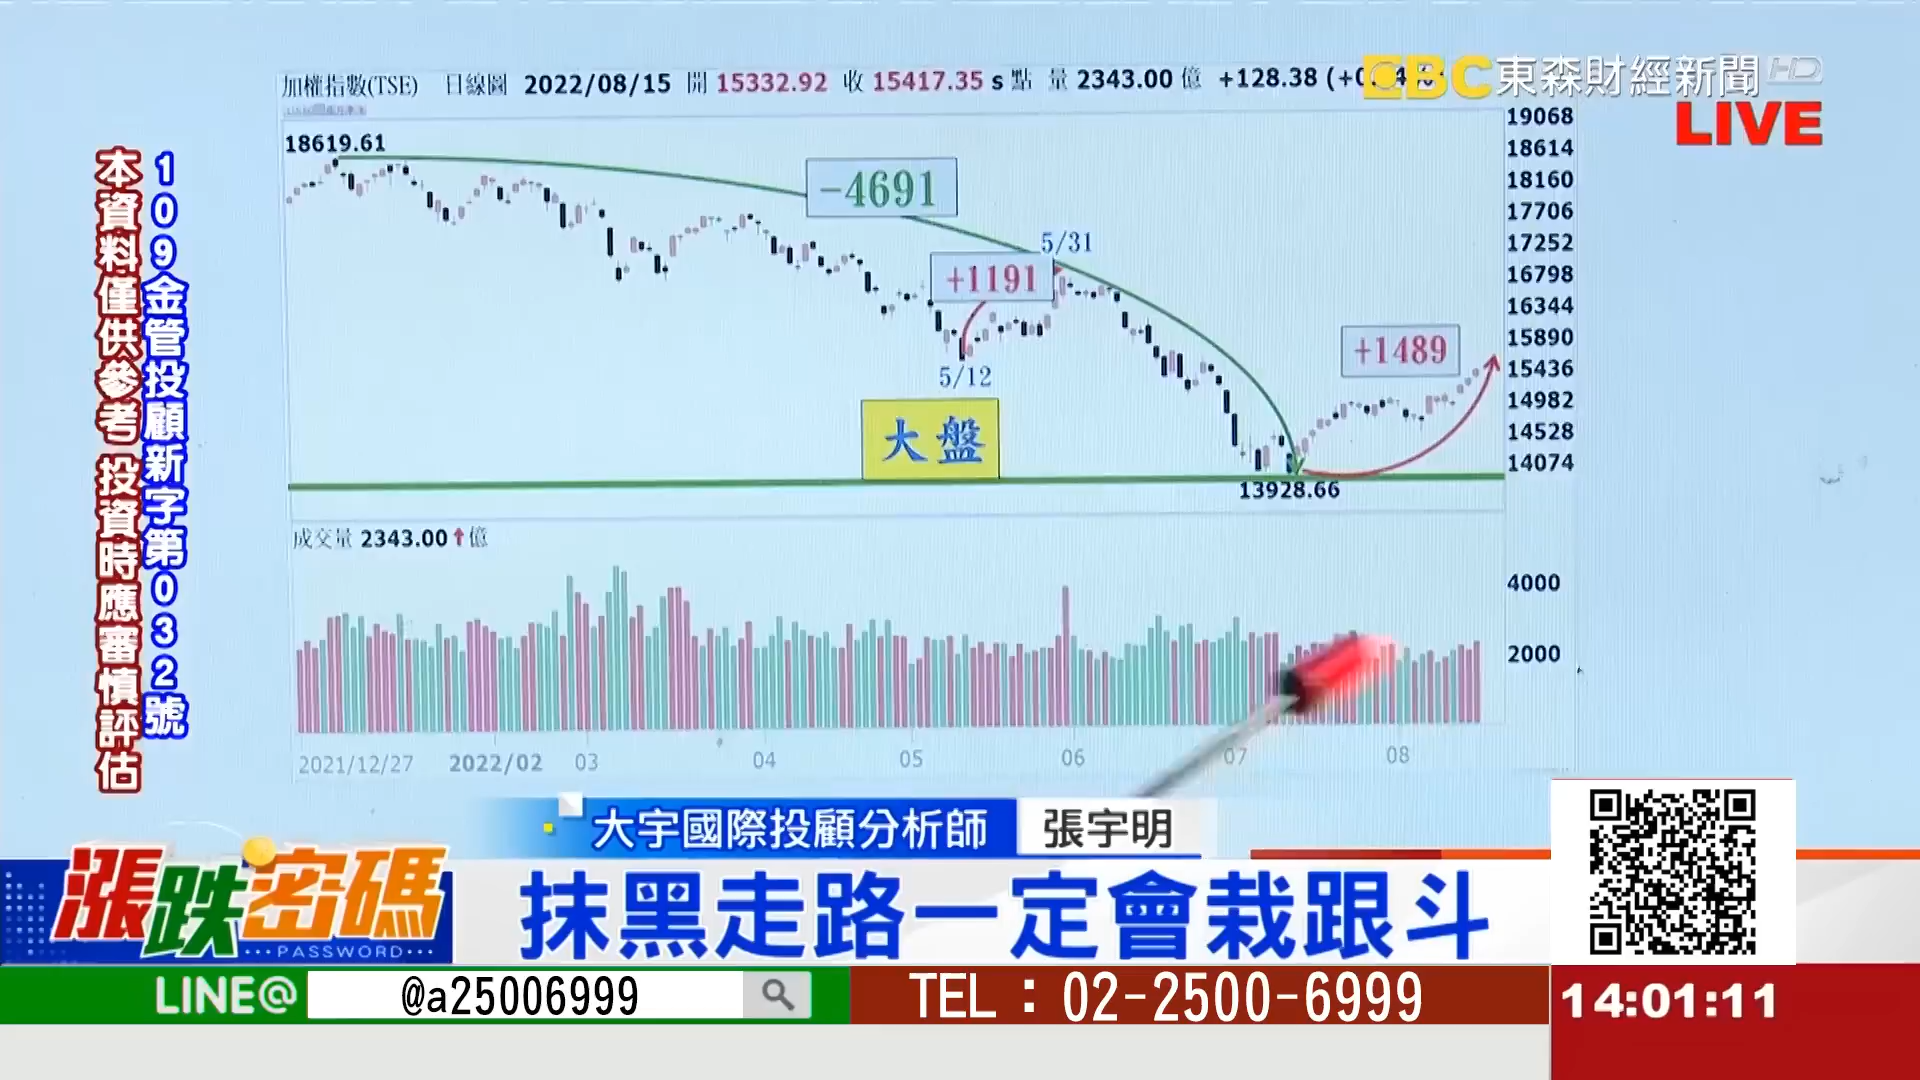 加權指數(TSE) 日線圖 2022/08/15 開 15332.92 收 15417.35 s 點 量 2343.00 億 +128.38
EBC 東森財經新聞 HD
LIVE
109金管投顧新字第032號
本資料僅供參考 投資時應審慎評估
18619.61
-4691
5/31
+1191
5/12
+1489
大盤
13928.66
19068
18614
18160
17706
17252
16798
16344
15890
15436
14982
14528
14074
成交量 2343.00↑億
4000
2000
2021/12/27 2022/02 03 04 05 06 07 08
大宇國際投顧分析師 張宇明
漲跌密碼
PASSWORD
抹黑走路一定會栽跟斗
LINE@ @a25006999 TEL：02-2500-6999
14:01:11